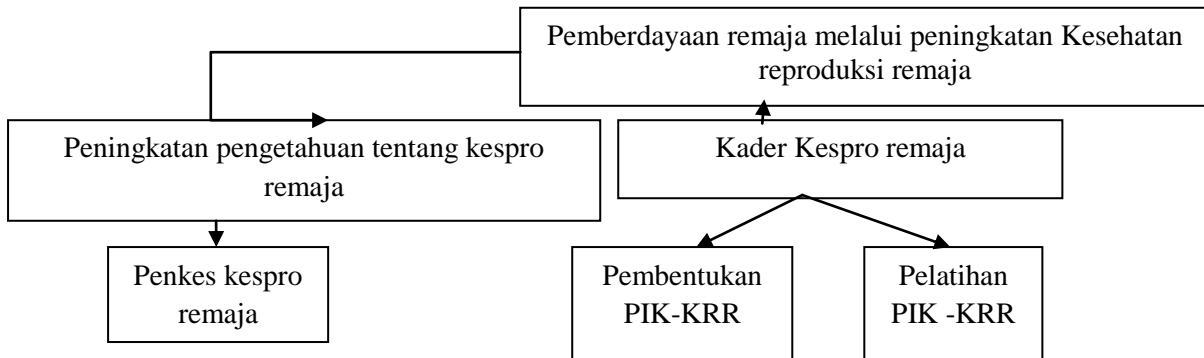 Pemberdayaan remaja melalui peningkatan Kesehatan
reproduksi remaja
Peningkatan pengetahuan tentang kespro
remaja
Kader Kespro remaja
Penkes kespro
remaja
Pembentukan
PIK-KRR
Pelatihan
PIK -KRR